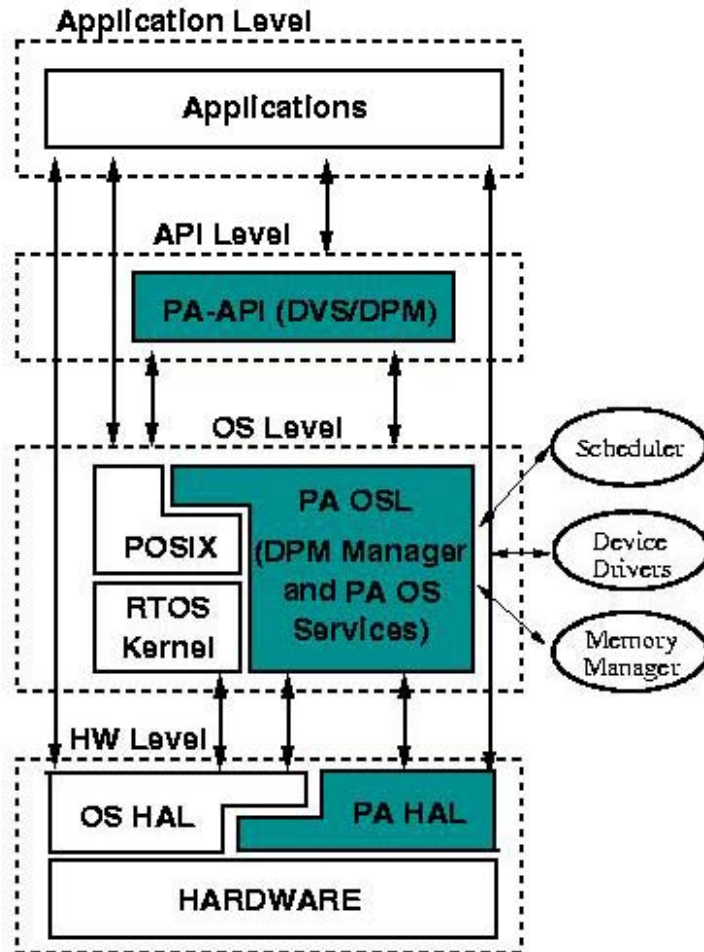 Application Level
Applications
API Level
PA-API (DVS/DPM)
OS Level
POSIX
RTOS
Kernel
PA OSL
(DPM Manager
and PA OS
Services)
Scheduler
Device
Drivers
Memory
Manager
HW Level
OS HAL
PA HAL
HARDWARE